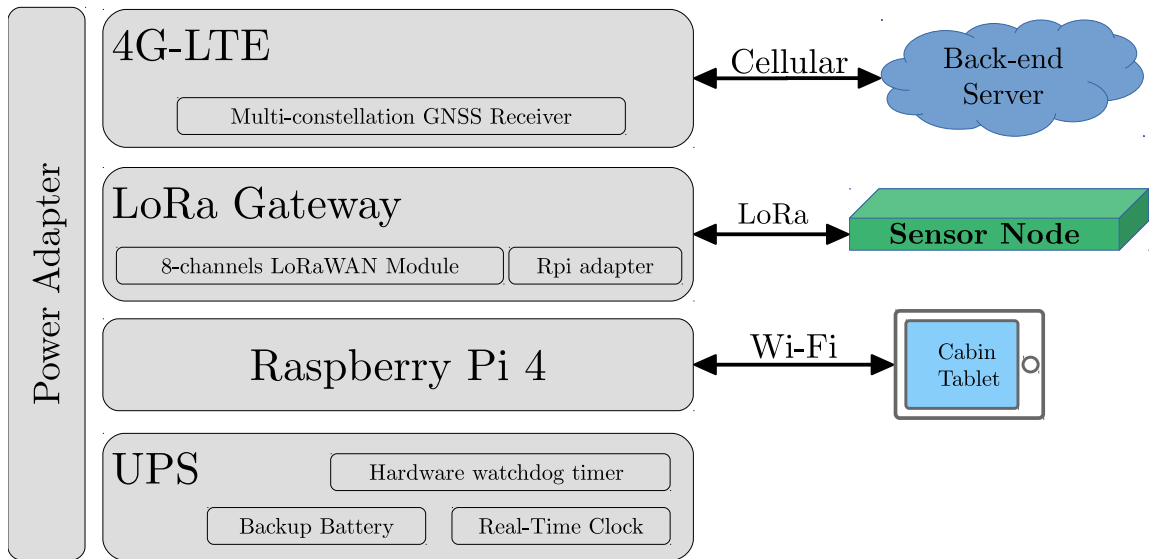 Power Adapter
4G-LTE
Multi-constellation GNSS Receiver
Cellular
Back-end
Server
LoRa Gateway
8-channels LoRaWAN Module
Rpi adapter
LoRa
Sensor Node
Raspberry Pi 4
Wi-Fi
Cabin
Tablet
UPS
Hardware watchdog timer
Backup Battery
Real-Time Clock